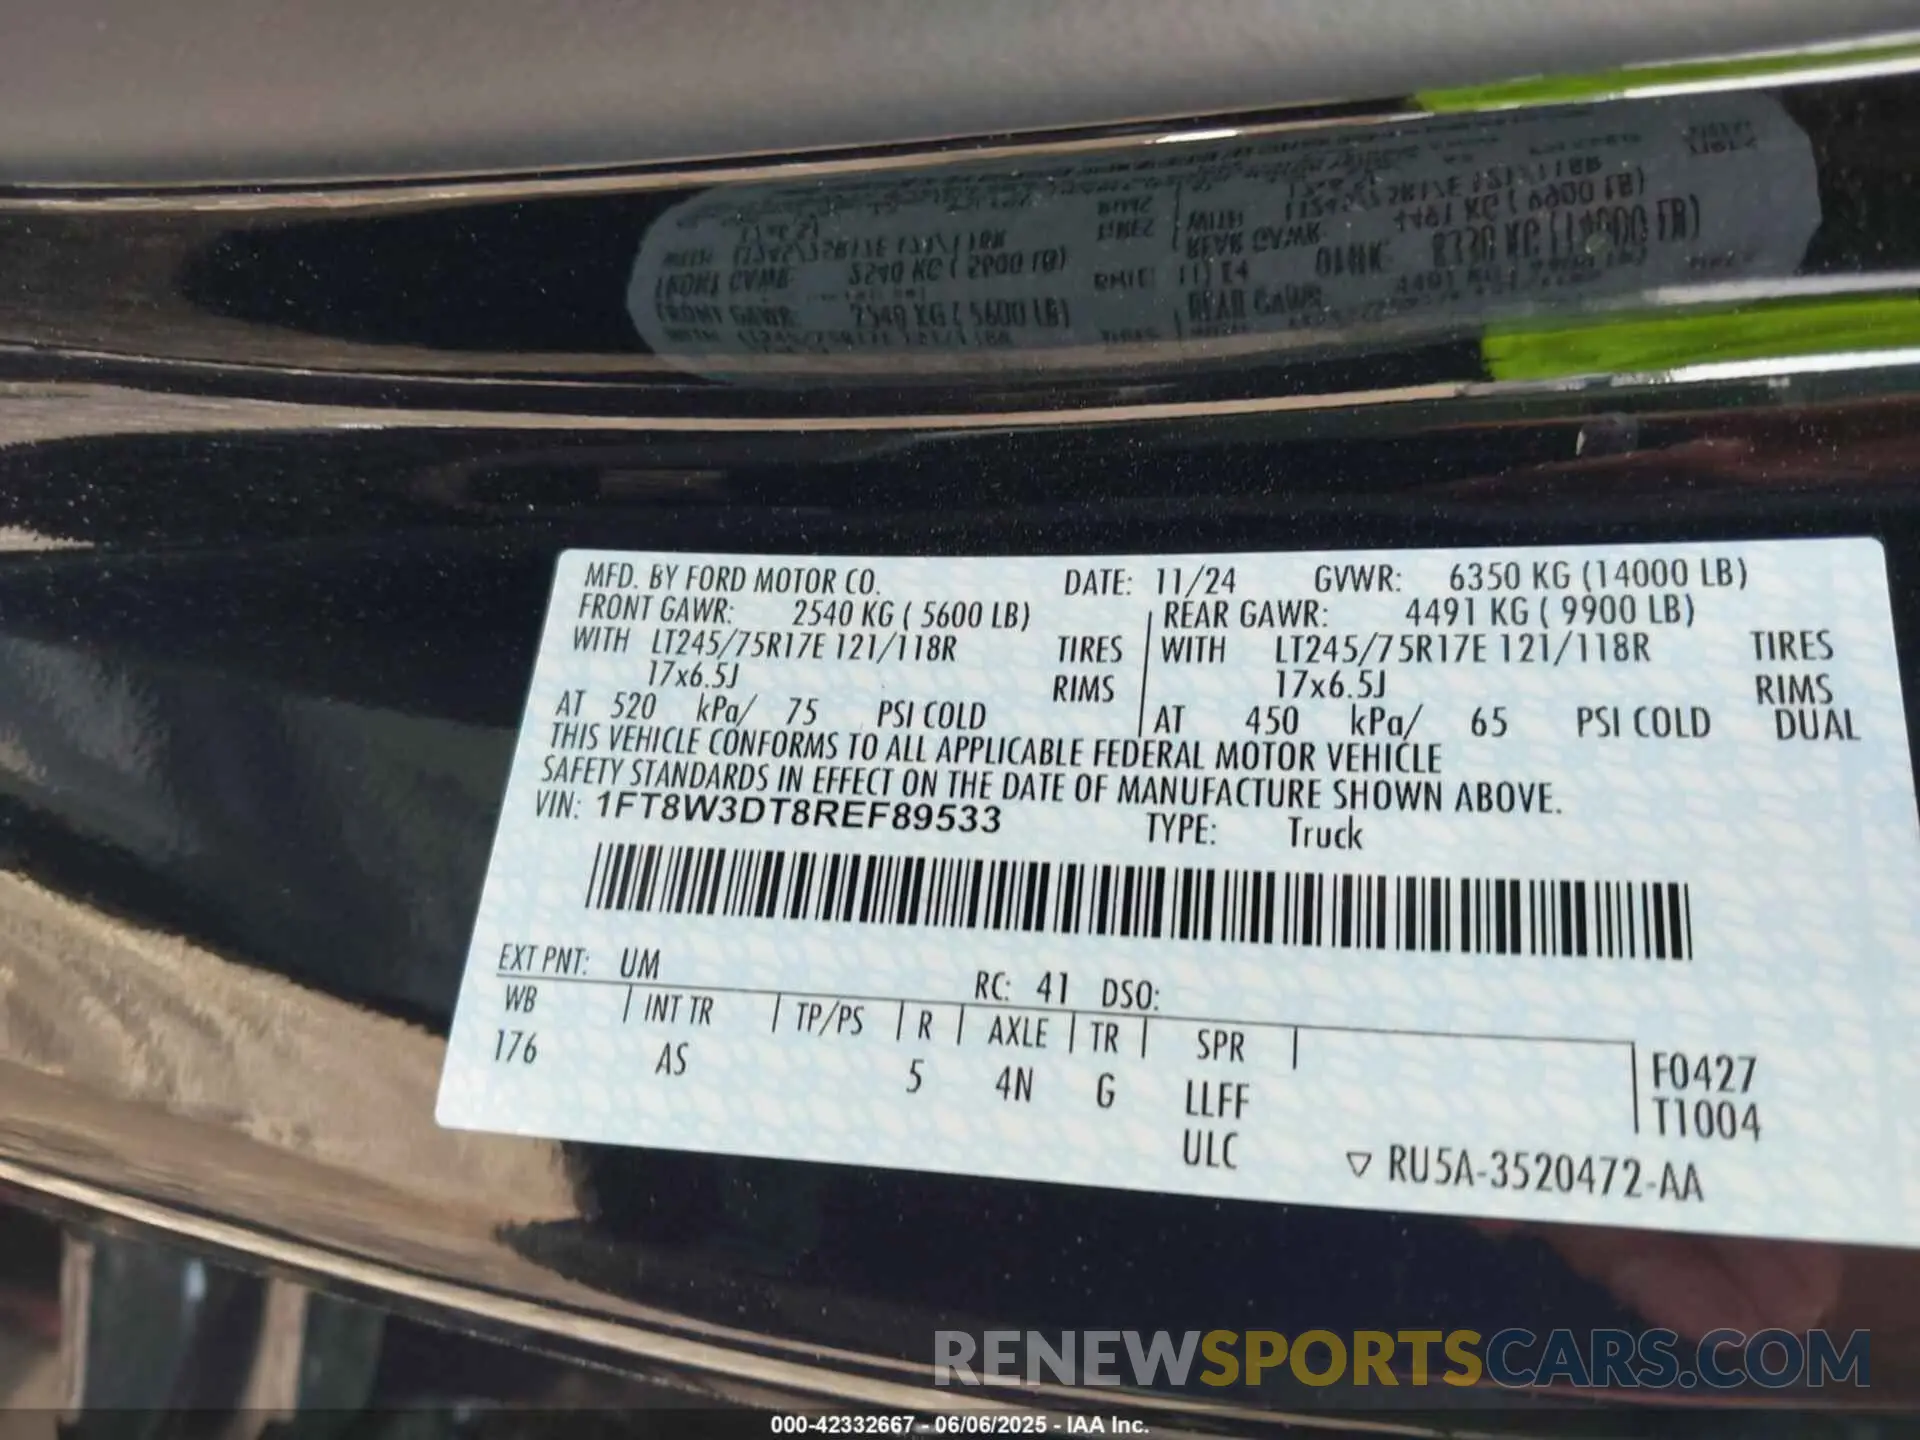 MFD. BY FORD MOTOR CO. DATE: 11/24 GVWR: 6350 KG (14000 LB)
FRONT GAWR: 2540 KG ( 5600 LB) REAR GAWR: 4491 KG ( 9900 LB)
WITH LT245/75R17E 121/118R TIRES WITH LT245/75R17E 121/118R TIRES
17x6.5J RIMS 17x6.5J RIMS
AT 520 kPa/ 75 PSI COLD AT 450 kPa/ 65 PSI COLD DUAL
THIS VEHICLE CONFORMS TO ALL APPLICABLE FEDERAL MOTOR VEHICLE
SAFETY STANDARDS IN EFFECT ON THE DATE OF MANUFACTURE SHOWN ABOVE.
VIN: 1FT8W3DT8REF89533 TYPE: Truck
EXT PNT: UM RC: 41 DSO:
WB INT TR TP/PS R AXLE TR SPR
176 AS 5 4N G LLFF F0427
ULC T1004
RU5A-3520472-AA
RENEWSPORTSCARS.COM
000-42332667 - 06/06/2025 - IAA Inc.